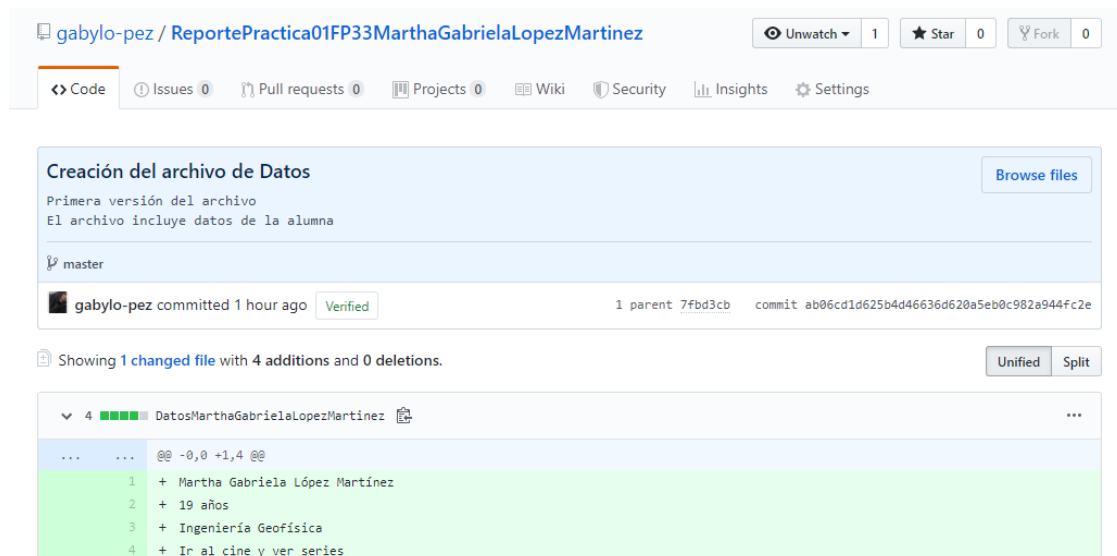 gabylo-pez / ReportePractica01FP33MarthaGabrielaLopezMartinez Unwatch 1 Star 0 Fork 0
Code Issues 0 Pull requests 0 Projects 0 Wiki Security Insights Settings
Creación del archivo de Datos Browse files
Primera versión del archivo
El archivo incluye datos de la alumna
master
gabylo-pez committed 1 hour ago Verified 1 parent 7fbd3cb commit ab06cd1d625b4d46636d620a5eb0c982a944fc2e
Showing 1 changed file with 4 additions and 0 deletions. Unified Split
4 DatosMarthaGabrielaLopezMartinez ...
... ... @@ -0,0 +1,4 @@
1 + Martha Gabriela López Martínez
2 + 19 años
3 + Ingeniería Geofísica
4 + Ir al cine y ver series